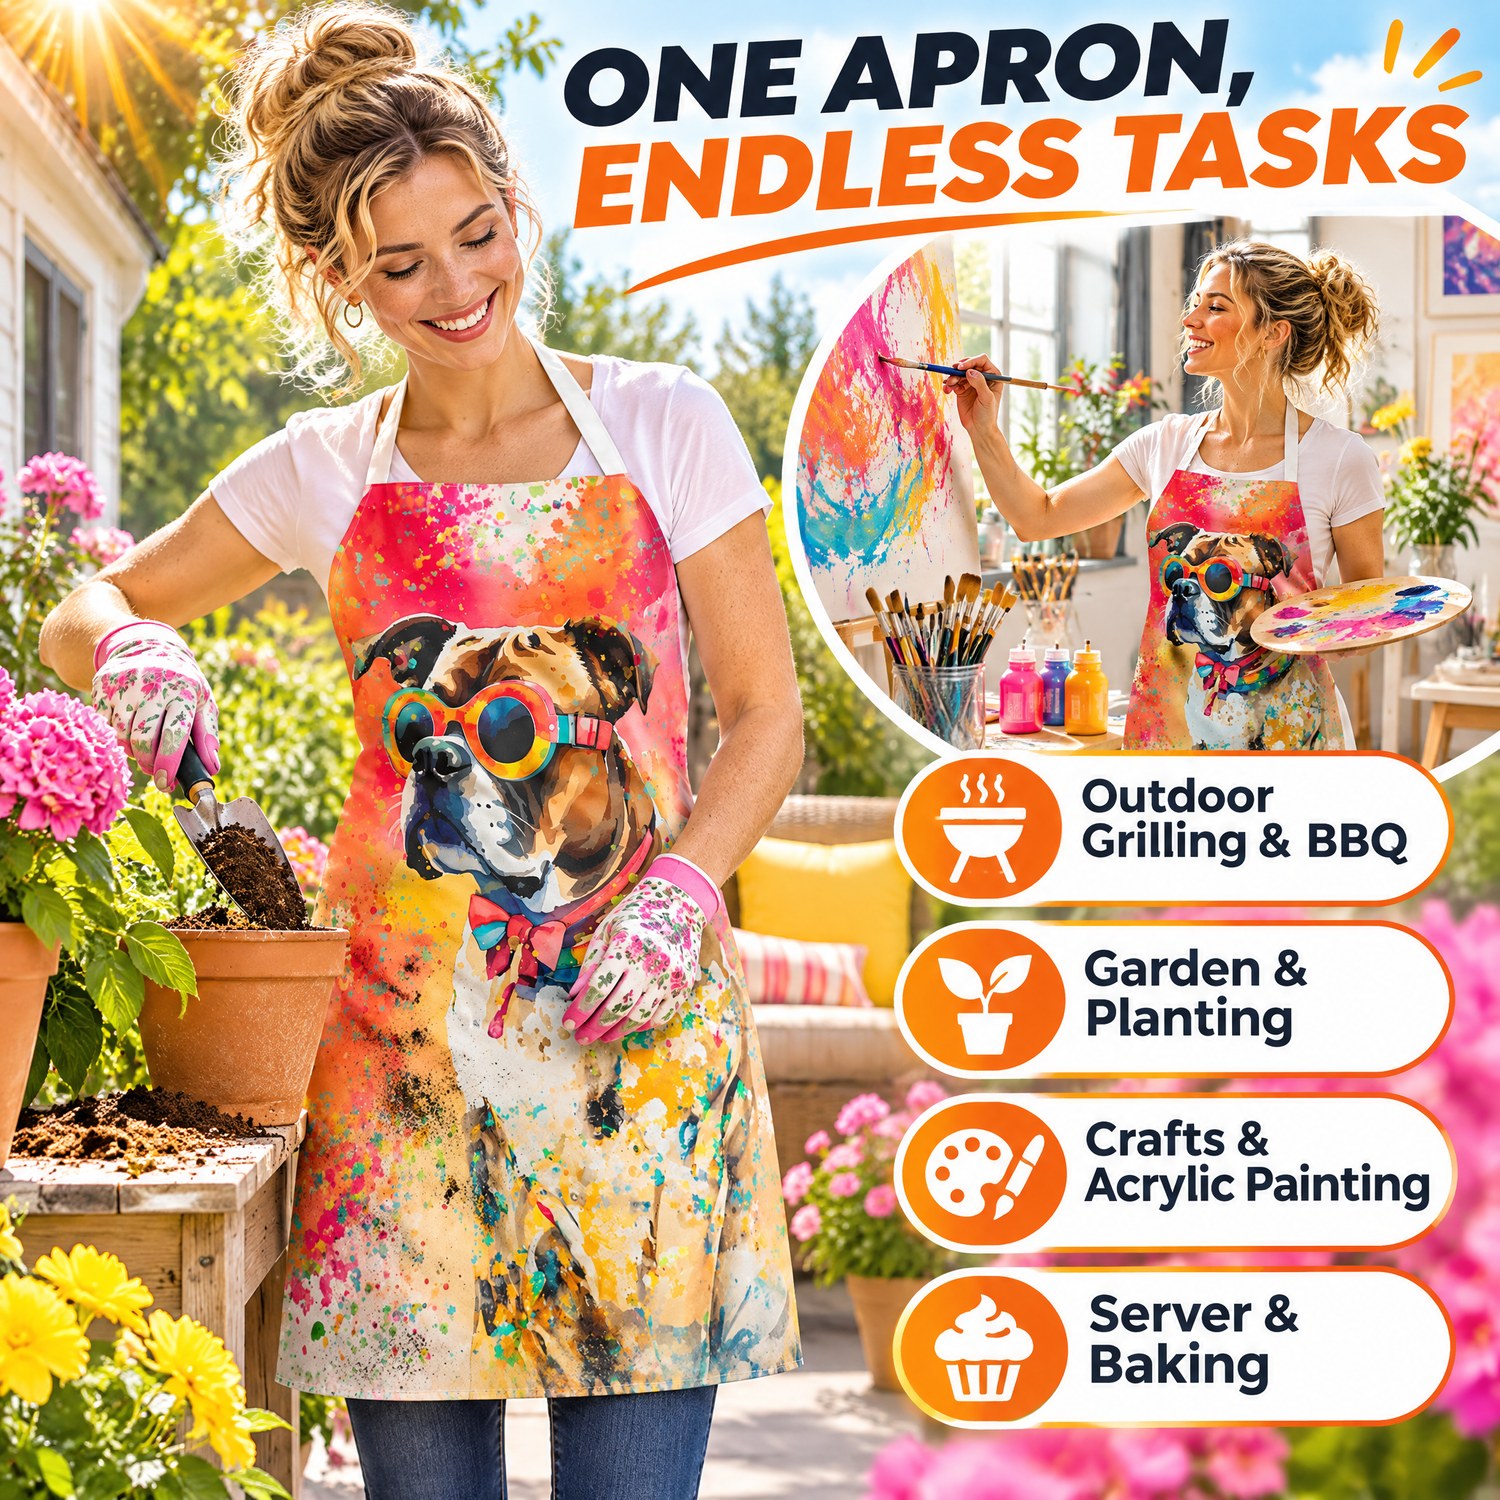 ONE APRON,
ENDLESS TASKS
Outdoor
Grilling & BBQ
Garden &
Planting
Crafts &
Acrylic Painting
Server &
Baking